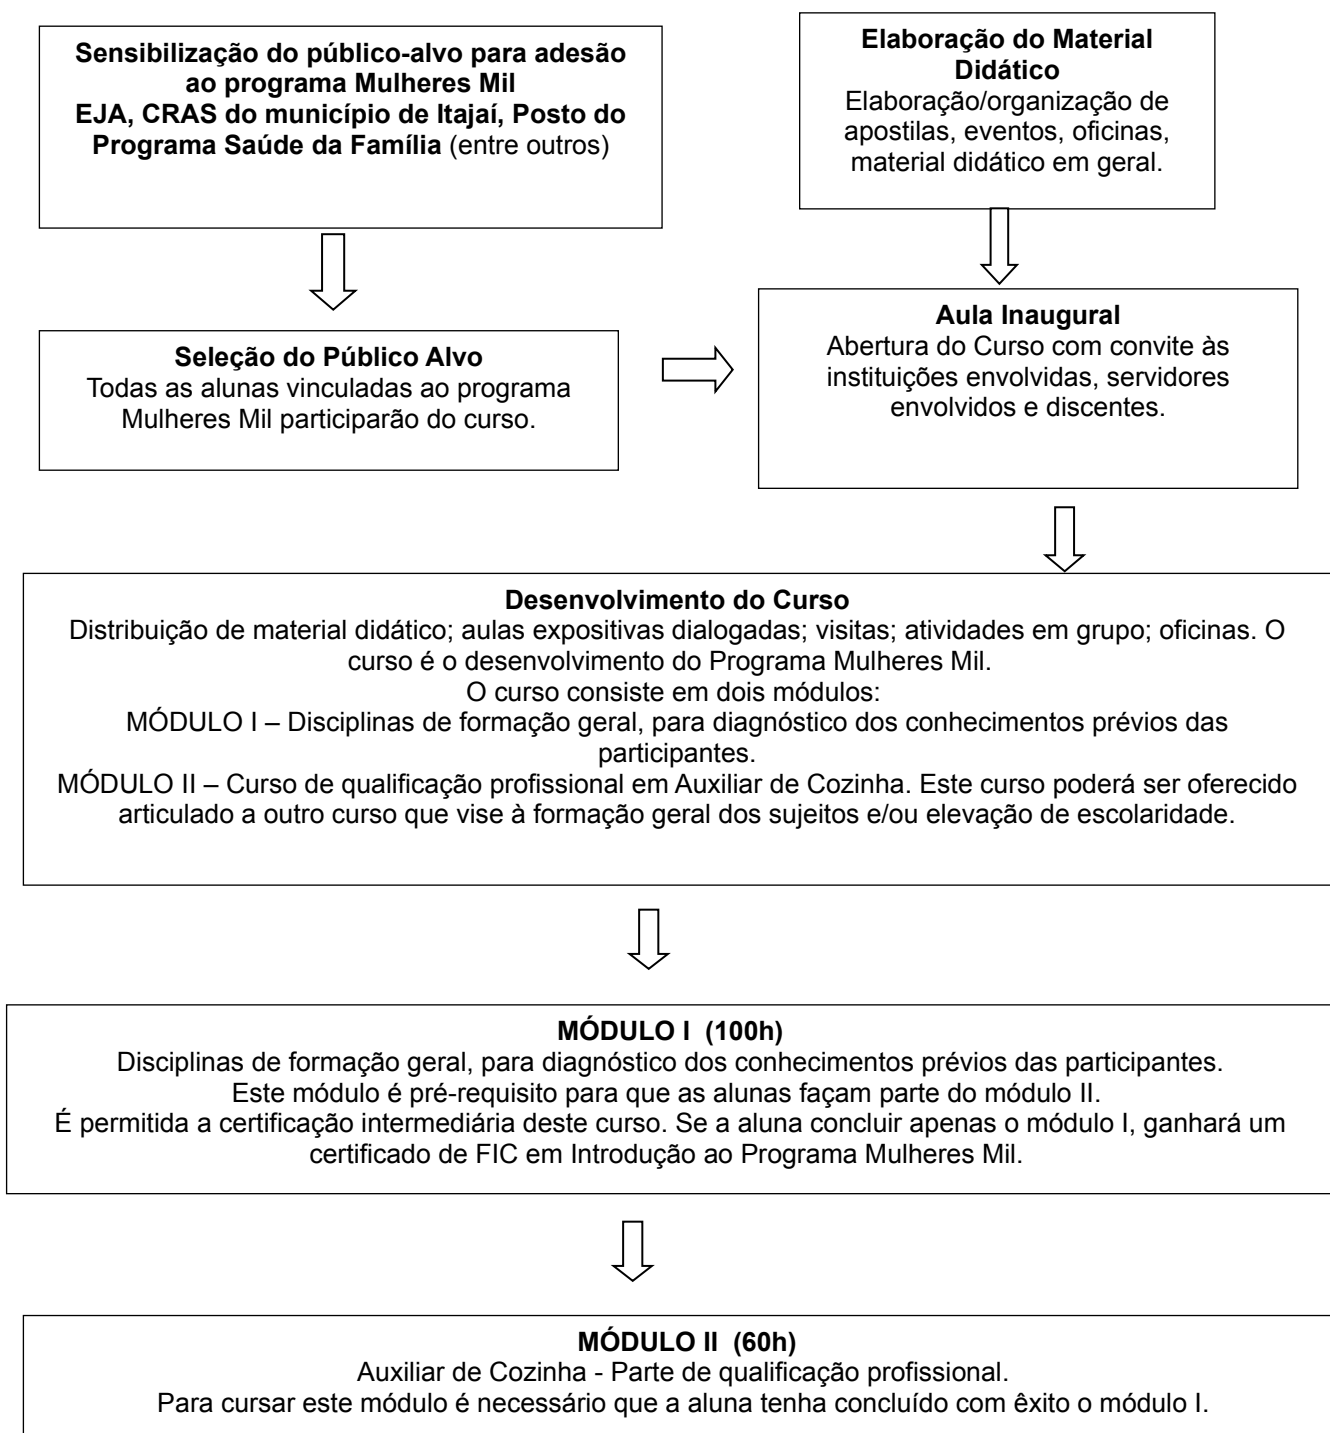 Sensibilização do público-alvo para adesão
ao programa Mulheres Mil
EJA, CRAS do município de Itajaí, Posto do
Programa Saúde da Família (entre outros)
Elaboração do Material
Didático
Elaboração/organização de
apostilas, eventos, oficinas,
material didático em geral.
Seleção do Público Alvo
Todas as alunas vinculadas ao programa
Mulheres Mil participarão do curso.
Aula Inaugural
Abertura do Curso com convite às
instituições envolvidas, servidores
envolvidos e discentes.
Desenvolvimento do Curso
Distribuição de material didático; aulas expositivas dialogadas; visitas; atividades em grupo; oficinas. O
curso é o desenvolvimento do Programa Mulheres Mil.
O curso consiste em dois módulos:
MÓDULO I – Disciplinas de formação geral, para diagnóstico dos conhecimentos prévios das
participantes.
MÓDULO II – Curso de qualificação profissional em Auxiliar de Cozinha. Este curso poderá ser oferecido
articulado a outro curso que vise à formação geral dos sujeitos e/ou elevação de escolaridade.
MÓDULO I (100h)
Disciplinas de formação geral, para diagnóstico dos conhecimentos prévios das participantes.
Este módulo é pré-requisito para que as alunas façam parte do módulo II.
É permitida a certificação intermediária deste curso. Se a aluna concluir apenas o módulo I, ganhará um
certificado de FIC em Introdução ao Programa Mulheres Mil.
MÓDULO II (60h)
Auxiliar de Cozinha - Parte de qualificação profissional.
Para cursar este módulo é necessário que a aluna tenha concluído com êxito o módulo I.